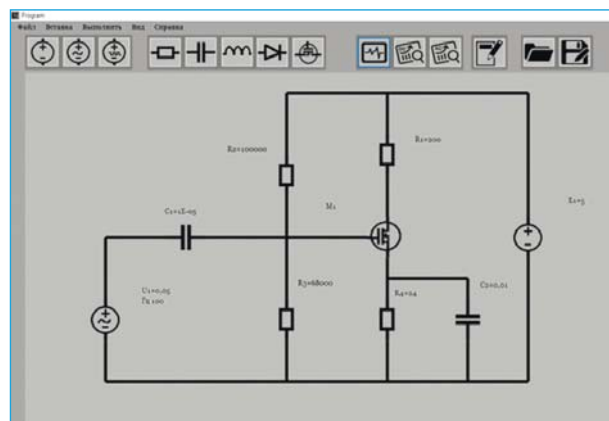 Program
Файл Вставка Выполнить Вид Справка
R2=100000
R1=200
C1=1E-05
M1
E1=5
U1=0,05
Гц 100
R3=68000
R4=24
C2=0,01